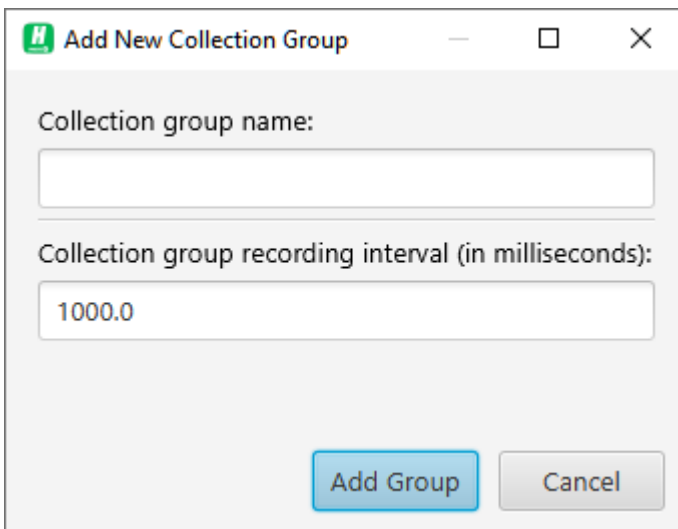 H Add New Collection Group
Collection group name:
Collection group recording interval (in milliseconds):
1000.0
Add Group Cancel